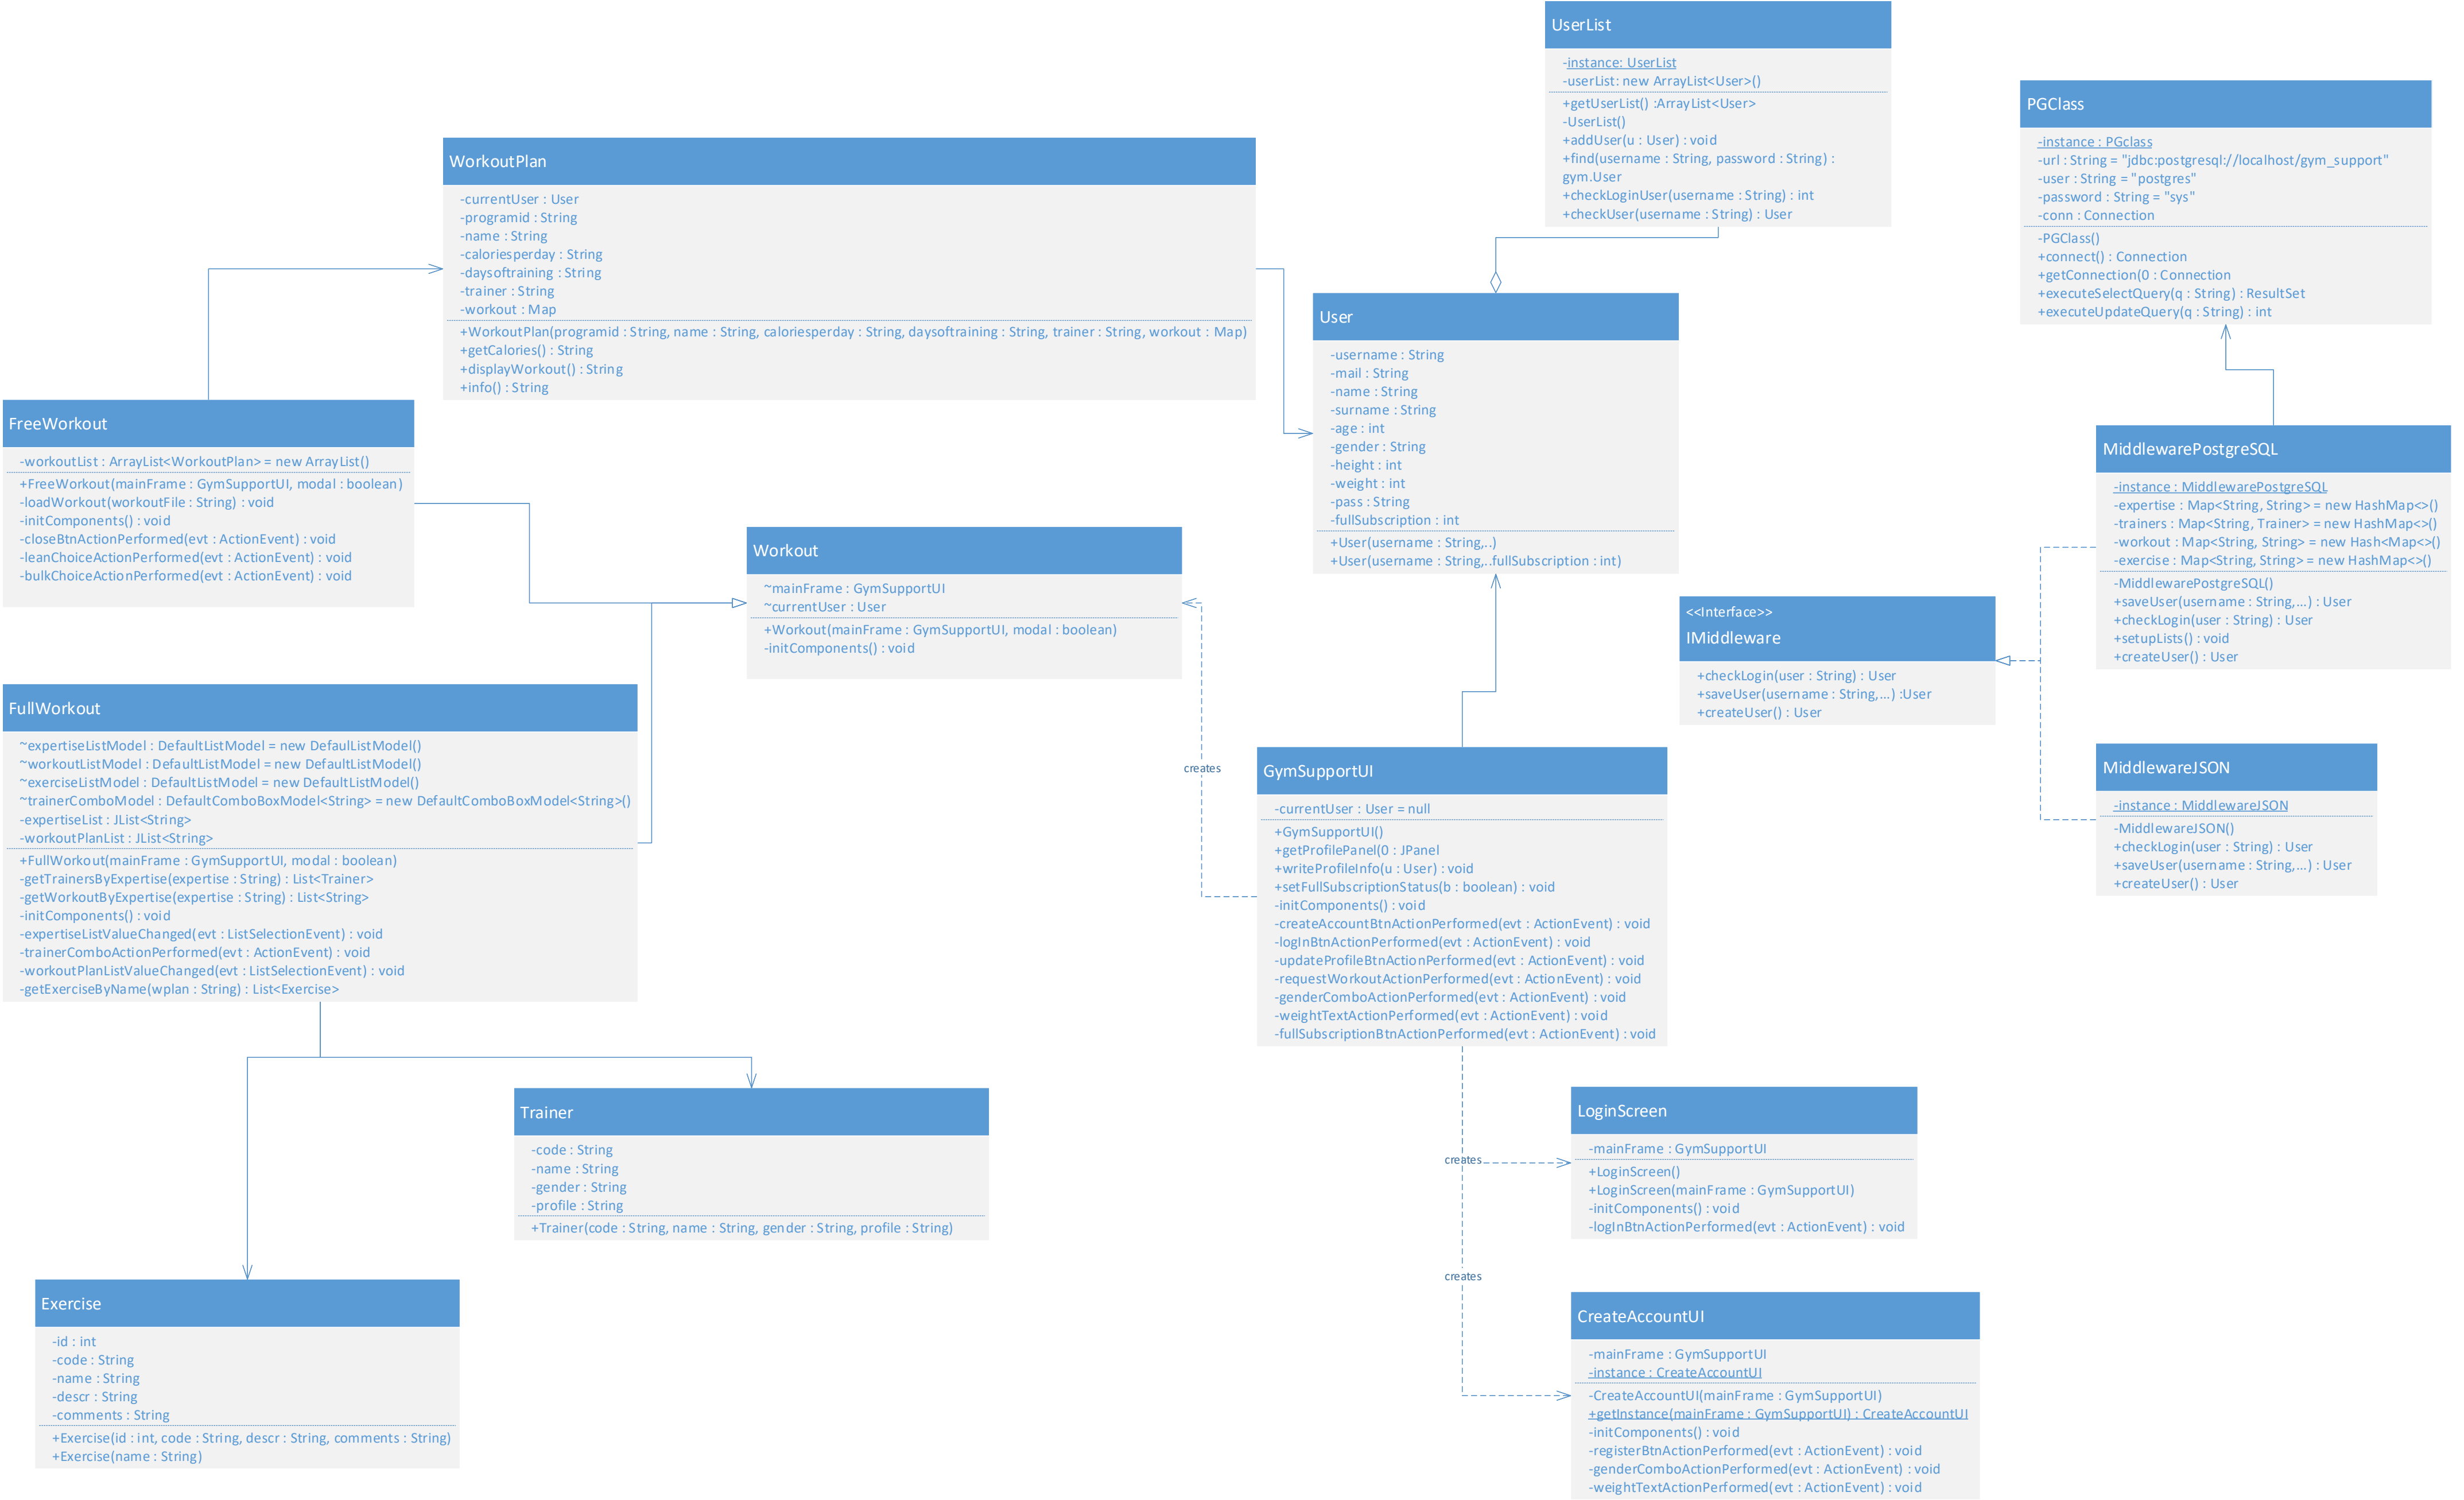 UserList
-instance: UserList
-userList: new ArrayList<User>()
+getUserList() :ArrayList<User>
-UserList()
+addUser(u : User) : void
+find(username : String, password : String) :
gym.User
+checkLoginUser(username : String) : int
+checkUser(username : String) : User
PGClass
-instance : PGclass
-url : String = "jdbc:postgresql://localhost/gym_support"
-user : String = "postgres"
-password : String = "sys"
-conn : Connection
-PGClass()
+connect() : Connection
+getConnection(0 : Connection
+executeSelectQuery(q : String) : ResultSet
+executeUpdateQuery(q : String) : int
WorkoutPlan
-currentUser : User
-programid : String
-name : String
-caloriesperday : String
-daysoftraining : String
-trainer : String
-workout : Map
+WorkoutPlan(programid : String, name : String, caloriesperday : String, daysoftraining : String, trainer : String, workout : Map)
+getCalories() : String
+displayWorkout() : String
+info() : String
User
-username : String
-mail : String
-name : String
-surname : String
-age : int
-gender : String
-height : int
-weight : int
-pass : String
-fullSubscription : int
+User(username : String,..)
+User(username : String,..fullSubscription : int)
FreeWorkout
-workoutList : ArrayList<WorkoutPlan> = new ArrayList()
+FreeWorkout(mainFrame : GymSupportUI, modal : boolean)
-loadWorkout(workoutFile : String) : void
-initComponents() : void
-closeBtnActionPerformed(evt : ActionEvent) : void
-leanChoiceActionPerformed(evt : ActionEvent) : void
-bulkChoiceActionPerformed(evt : ActionEvent) : void
MiddlewarePostgreSQL
-instance : MiddlewarePostgreSQL
-expertise : Map<String, String> = new HashMap<>()
-trainers : Map<String, Trainer> = new HashMap<>()
-workout : Map<String, String> = new Hash<Map<>()
-exercise : Map<String, String> = new HashMap<>()
-MiddlewarePostgreSQL()
+saveUser(username : String,...) : User
+checkLogin(user : String) : User
+setupLists() : void
+createUser() : User
Workout
~mainFrame : GymSupportUI
~currentUser : User
+Workout(mainFrame : GymSupportUI, modal : boolean)
-initComponents() : void
<<Interface>>
IMiddleware
+checkLogin(user : String) : User
+saveUser(username : String,...) :User
+createUser() : User
FullWorkout
~expertiseListModel : DefaultListModel = new DefaulListModel()
~workoutListModel : DefaultListModel = new DefaultListModel()
~exerciseListModel : DefaultListModel = new DefaultListModel()
~trainerComboModel : DefaultComboBoxModel<String> = new DefaultComboBoxModel<String>()
-expertiseList : JList<String>
-workoutPlanList : JList<String>
+FullWorkout(mainFrame : GymSupportUI, modal : boolean)
-getTrainersByExpertise(expertise : String) : List<Trainer>
-getWorkoutByExpertise(expertise : String) : List<String>
-initComponents() : void
-expertiseListValueChanged(evt : ListSelectionEvent) : void
-trainerComboActionPerformed(evt : ActionEvent) : void
-workoutPlanListValueChanged(evt : ListSelectionEvent) : void
-getExerciseByName(wplan : String) : List<Exercise>
creates
GymSupportUI
-currentUser : User = null
+GymSupportUI()
+getProfilePanel(0 : JPanel
+writeProfileInfo(u : User) : void
+setFullSubscriptionStatus(b : boolean) : void
-initComponents() : void
-createAccountBtnActionPerformed(evt : ActionEvent) : void
-logInBtnActionPerformed(evt : ActionEvent) : void
-updateProfileBtnActionPerformed(evt : ActionEvent) : void
-requestWorkoutActionPerformed(evt : ActionEvent) : void
-genderComboActionPerformed(evt : ActionEvent) : void
-weightTextActionPerformed(evt : ActionEvent) : void
-fullSubscriptionBtnActionPerformed(evt : ActionEvent) : void
MiddlewareJSON
-instance : MiddlewareJSON
-MiddlewareJSON()
+checkLogin(user : String) : User
+saveUser(username : String,...) : User
+createUser() : User
Trainer
-code : String
-name : String
-gender : String
-profile : String
+Trainer(code : String, name : String, gender : String, profile : String)
creates
LoginScreen
-mainFrame : GymSupportUI
+LoginScreen()
+LoginScreen(mainFrame : GymSupportUI)
-initComponents() : void
-logInBtnActionPerformed(evt : ActionEvent) : void
Exercise
-id : int
-code : String
-name : String
-descr : String
-comments : String
+Exercise(id : int, code : String, descr : String, comments : String)
+Exercise(name : String)
creates
CreateAccountUI
-mainFrame : GymSupportUI
-instance : CreateAccountUI
-CreateAccountUI(mainFrame : GymSupportUI)
+getInstance(mainFrame : GymSupportUI) : CreateAccountUI
-initComponents() : void
-registerBtnActionPerformed(evt : ActionEvent) : void
-genderComboActionPerformed(evt : ActionEvent) : void
-weightTextActionPerformed(evt : ActionEvent) : void